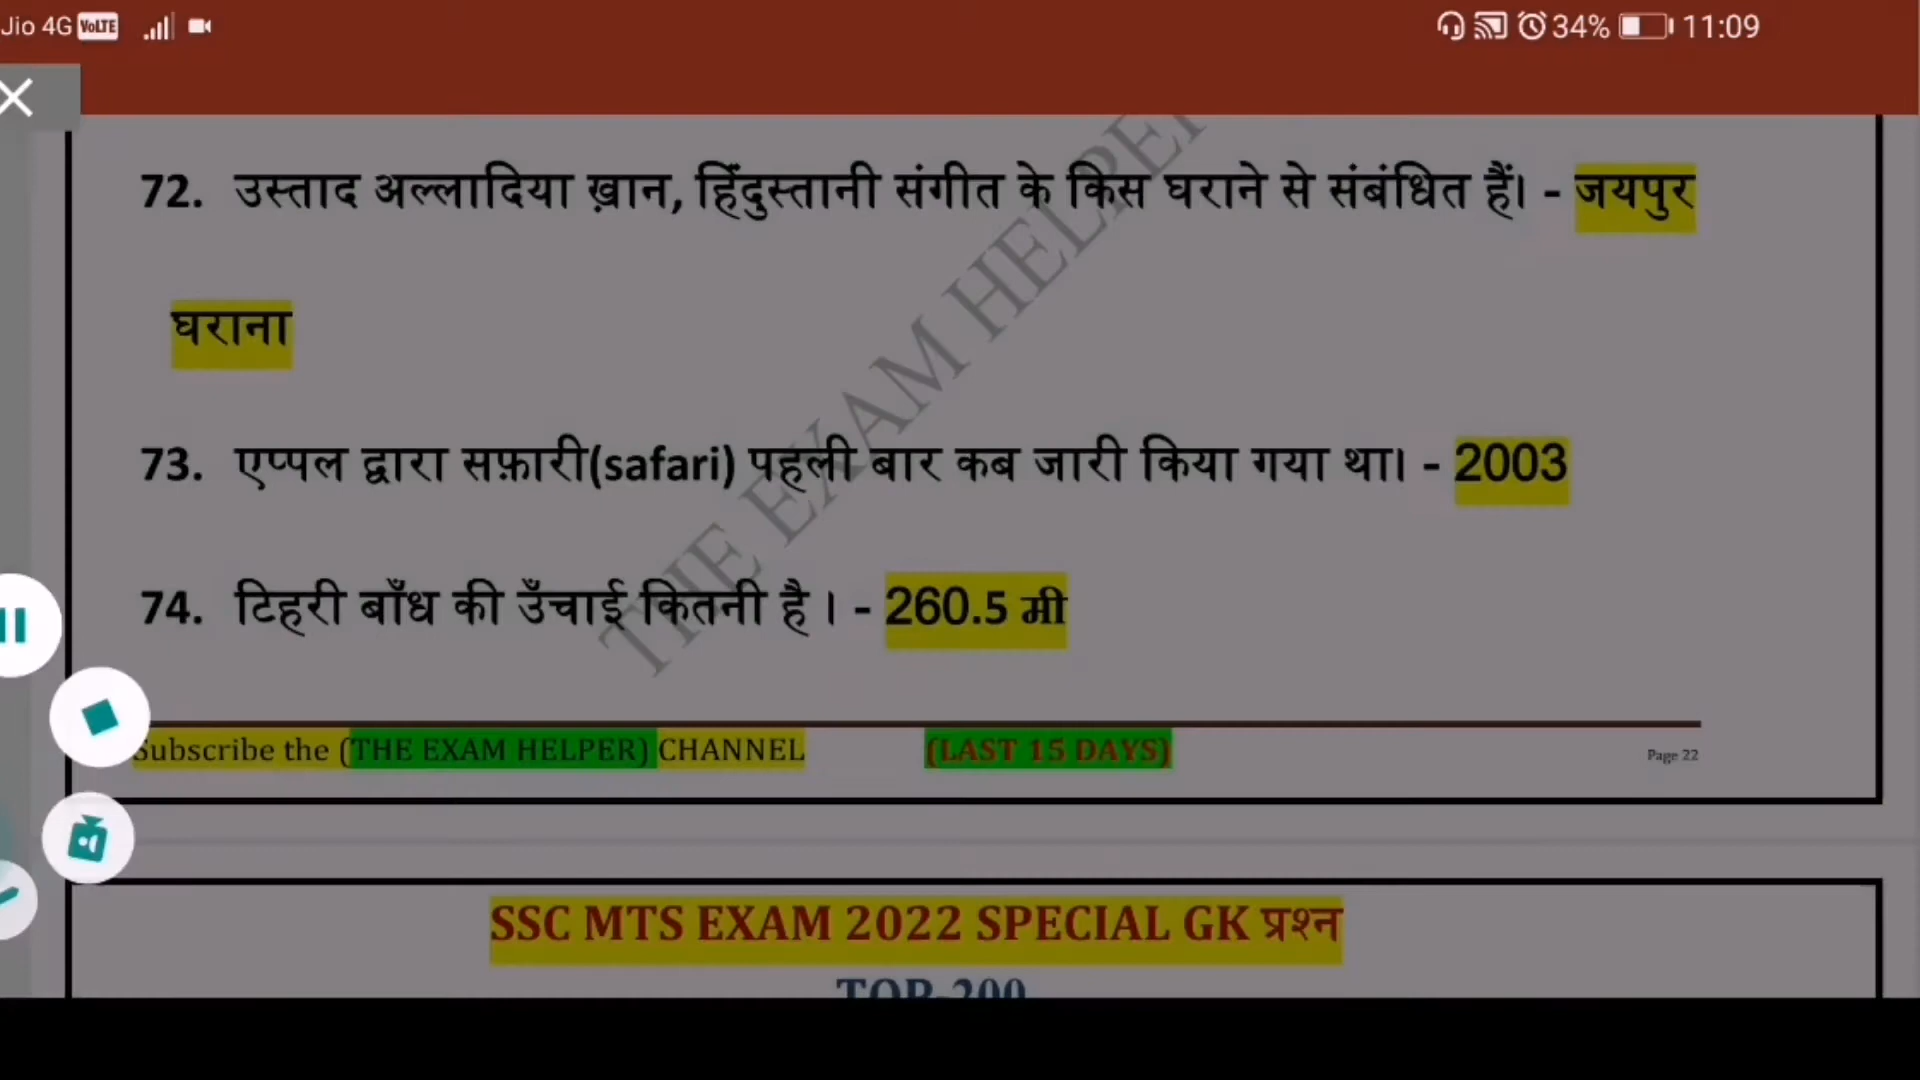 Jio 4G VoLTE 34% 11:09
72. उस्ताद अल्लादिया ख़ान, हिंदुस्तानी संगीत के किस घराने से संबंधित हैं। - जयपुर
घराना
73. एप्पल द्वारा सफ़ारी(safari) पहली बार कब जारी किया गया था। - 2003
74. टिहरी बाँध की उँचाई कितनी है । - 260.5 मी
THE EXAM HELPER
Subscribe the (THE EXAM HELPER) CHANNEL (LAST 15 DAYS) Page 22
SSC MTS EXAM 2022 SPECIAL GK प्रश्न
TOP-200